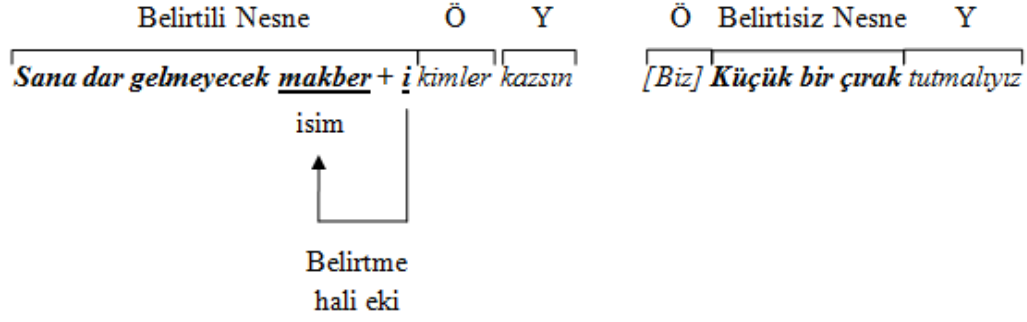 Belirtili Nesne Ö Y Ö Belirtisiz Nesne Y
Sana dar gelmeyecek makber + i kimler kazsın [Biz] Küçük bir çırak tutmalıyız
isim
Belirtme
hali eki